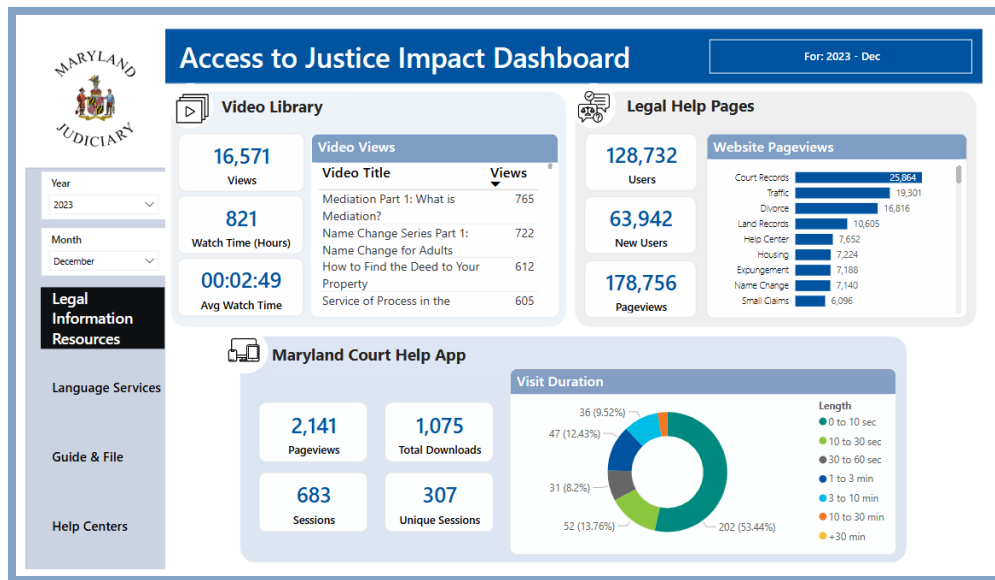 MARYLAND
JUDICIARY
Access to Justice Impact Dashboard
For: 2023 - Dec
Year
2023
Month
December
Legal
Information
Resources
Language Services
Guide & File
Help Centers
Video Library
16,571
Views
821
Watch Time (Hours)
00:02:49
Avg Watch Time
Video Views
Video Title Views
Mediation Part 1: What is 765
Mediation?
Name Change Series Part 1: 722
Name Change for Adults
How to Find the Deed to Your 612
Property
Service of Process in the 605
Legal Help Pages
128,732
Users
63,942
New Users
178,756
Pageviews
Website Pageviews
Court Records 25,864
Traffic 19,301
Divorce 16,816
Land Records 10,605
Help Center 7,652
Housing 7,224
Expungement 7,188
Name Change 7,140
Small Claims 6,096
Maryland Court Help App
2,141
Pageviews
1,075
Total Downloads
683
Sessions
307
Unique Sessions
Visit Duration
36 (9.52%)
47 (12.43%)
31 (8.2%)
52 (13.76%)
202 (53.44%)
Length
0 to 10 sec
10 to 30 sec
30 to 60 sec
1 to 3 min
3 to 10 min
10 to 30 min
+30 min